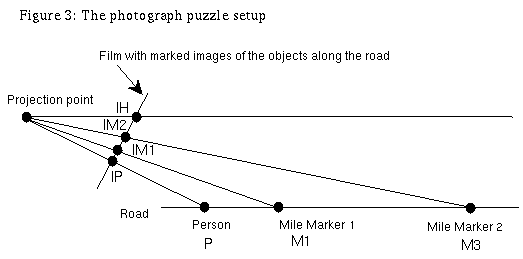 Figure 3: The photograph puzzle setup
Film with marked images of the objects along the road
Projection point
IH
IM2
IM1
IP
Road
Person
P
Mile Marker 1
M1
Mile Marker 2
M3